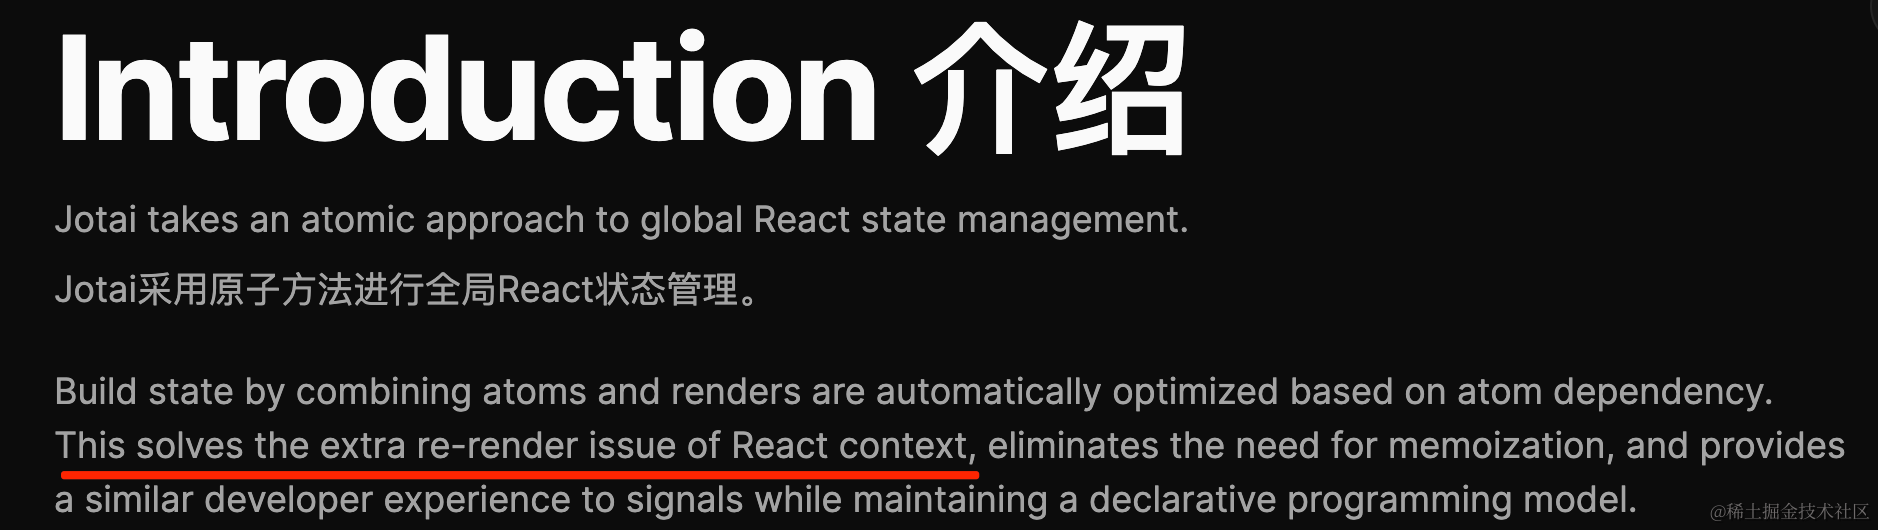 Introduction 介绍
Jotai takes an atomic approach to global React state management.
Jotai采用原子方法进行全局React状态管理。
Build state by combining atoms and renders are automatically optimized based on atom dependency.
This solves the extra re-render issue of React context, eliminates the need for memoization, and provides
a similar developer experience to signals while maintaining a declarative programming model.
@稀土掘金技术社区